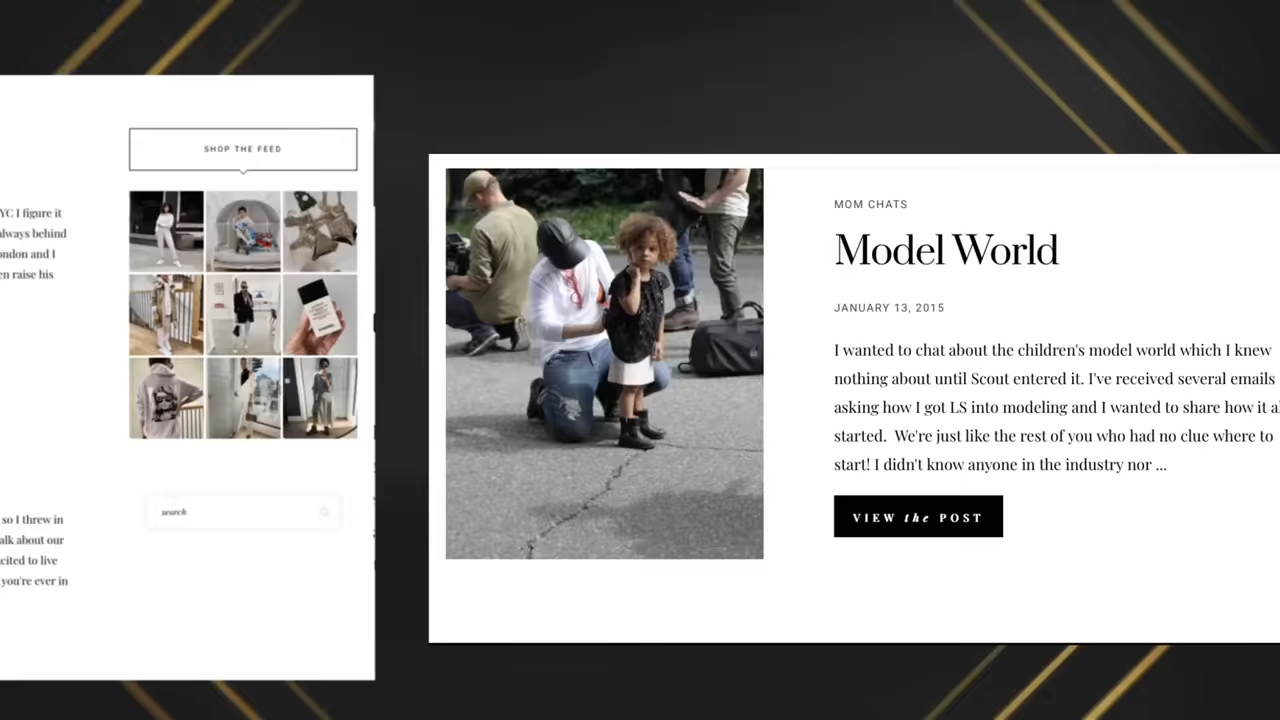 SHOP THE FEED
YC I figure it
always behind
ondon and I
en raise his
search
so I threw in
alk about our
cited to live
you're ever in
MOM CHATS
Model World
JANUARY 13, 2015
I wanted to chat about the children's model world which I knew
nothing about until Scout entered it. I've received several emails
asking how I got LS into modeling and I wanted to share how it al
started. We're just like the rest of you who had no clue where to
start! I didn't know anyone in the industry nor ...
VIEW the POST